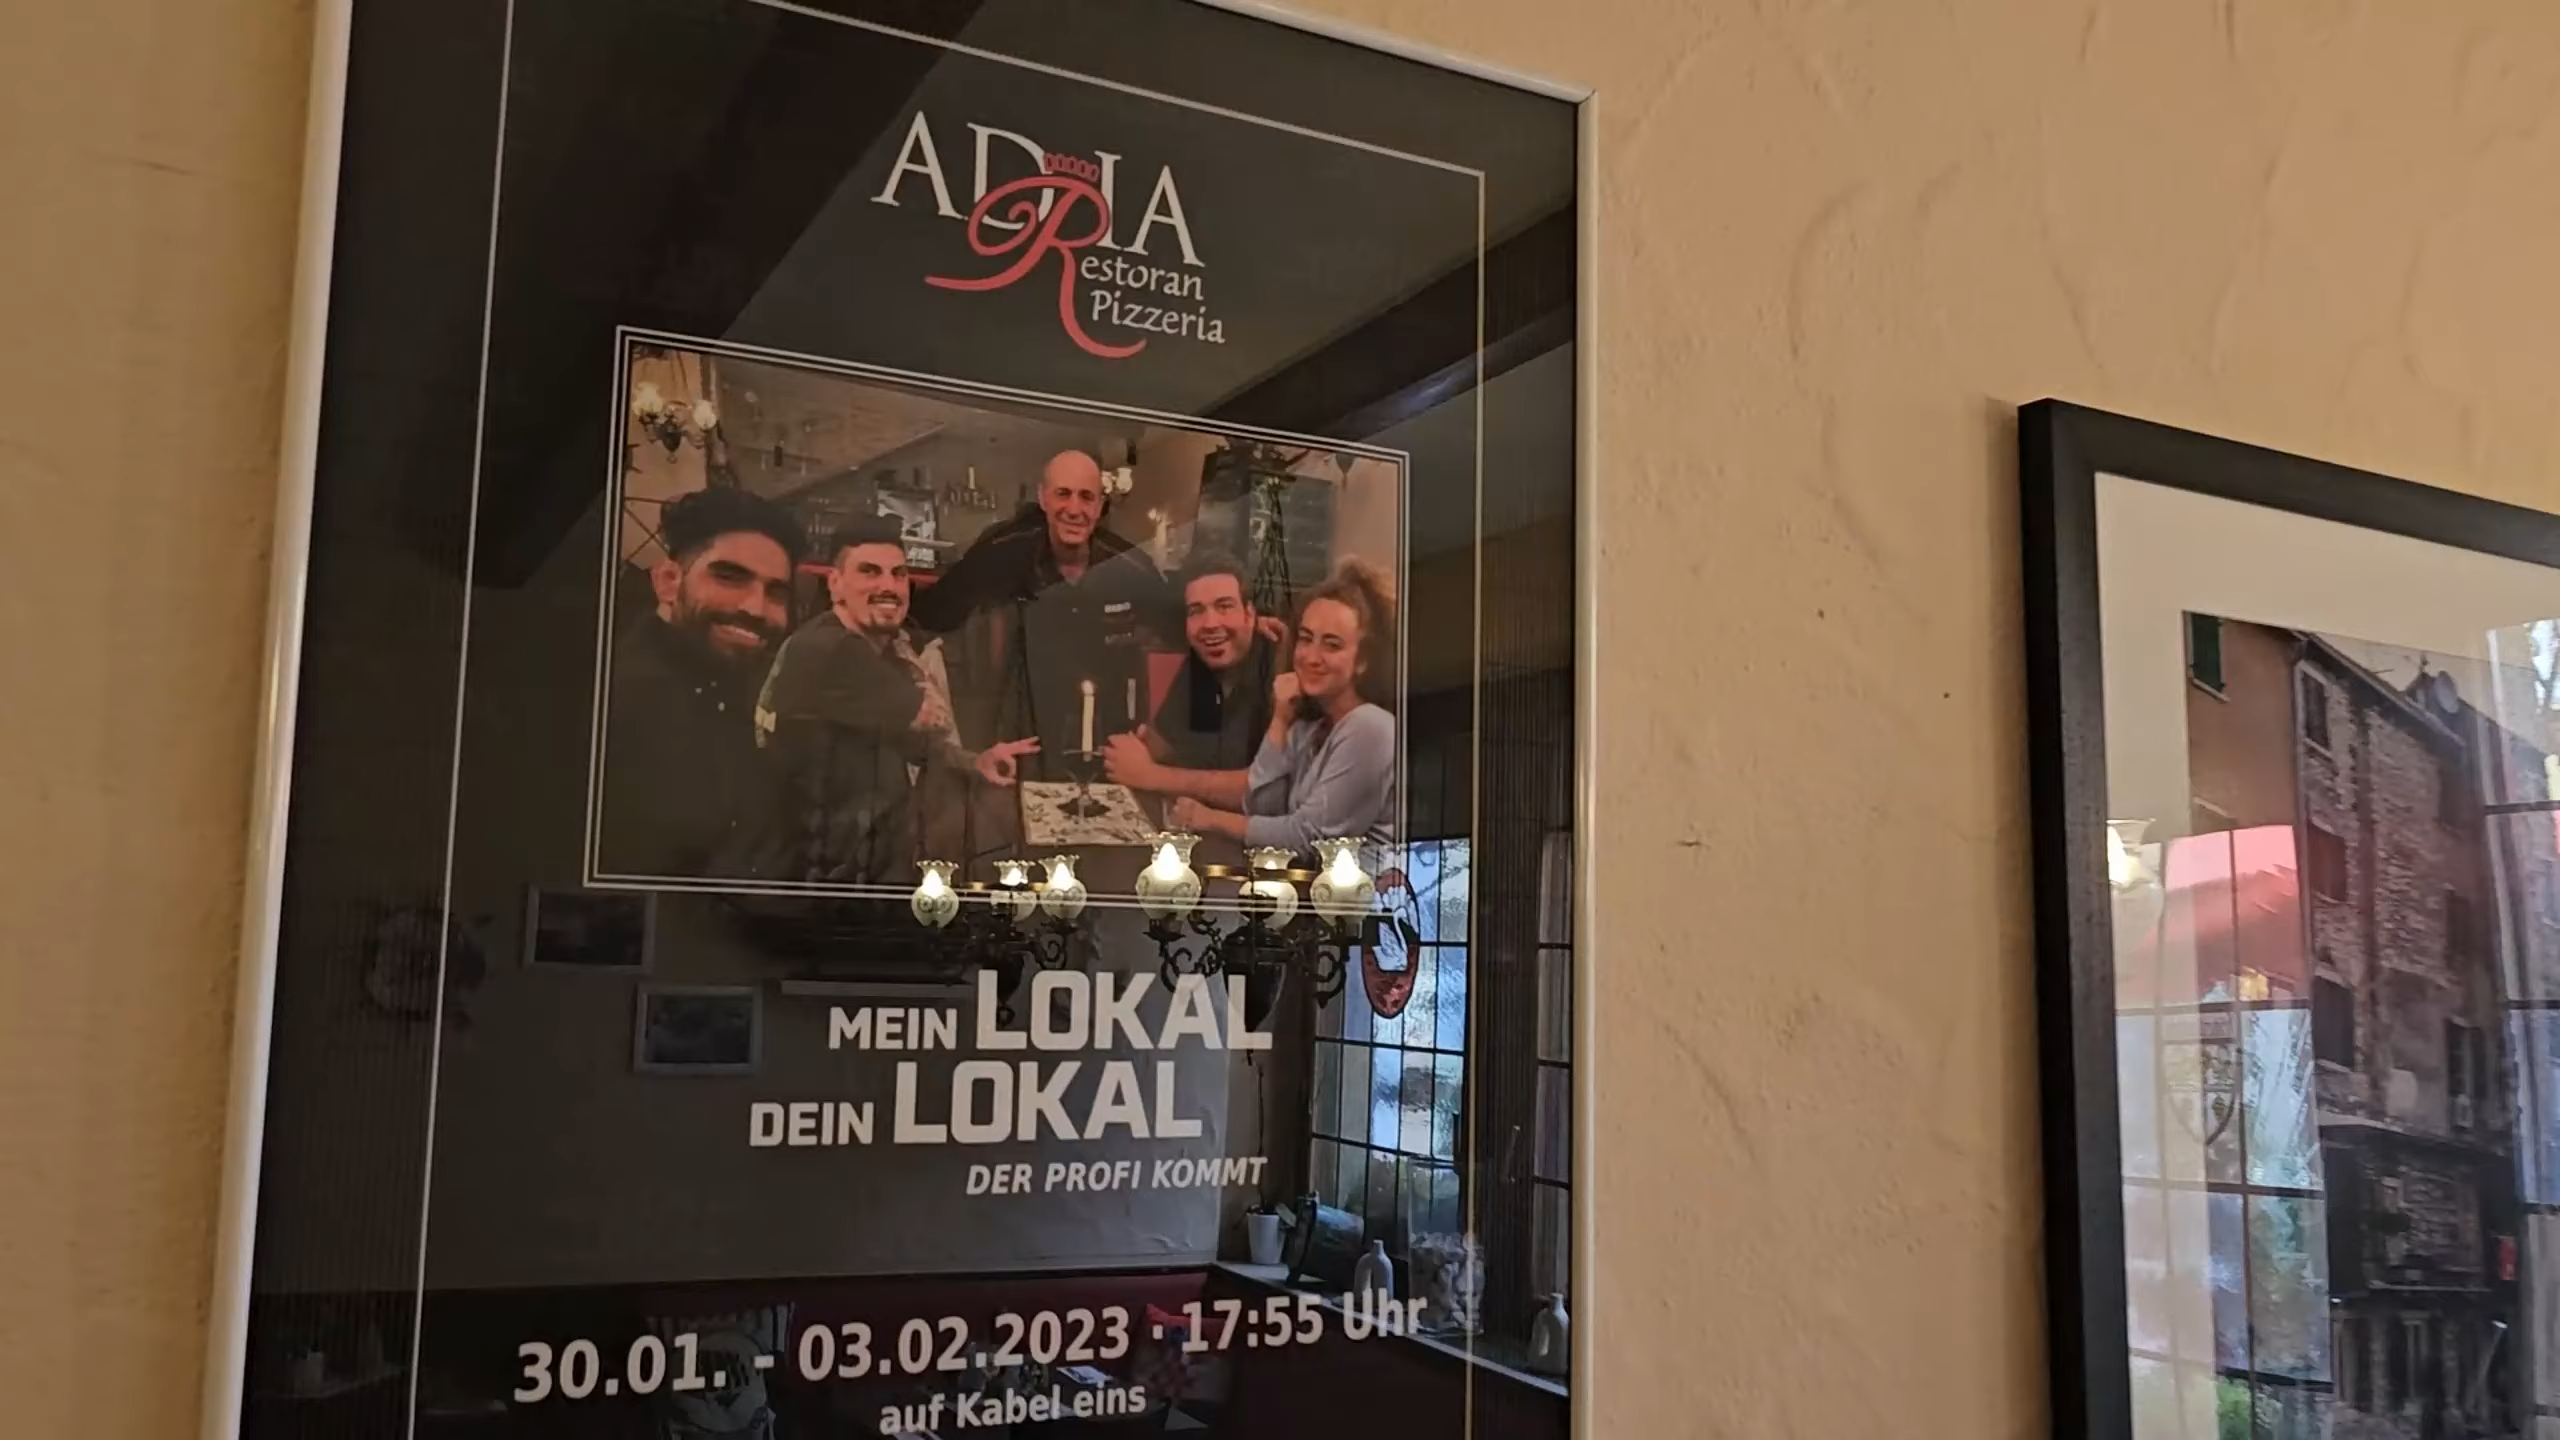 ADRIA
Restoran
Pizzeria
MEIN LOKAL
DEIN LOKAL
DER PROFI KOMMT
30.01. - 03.02.2023 · 17:55 Uhr
auf Kabel eins